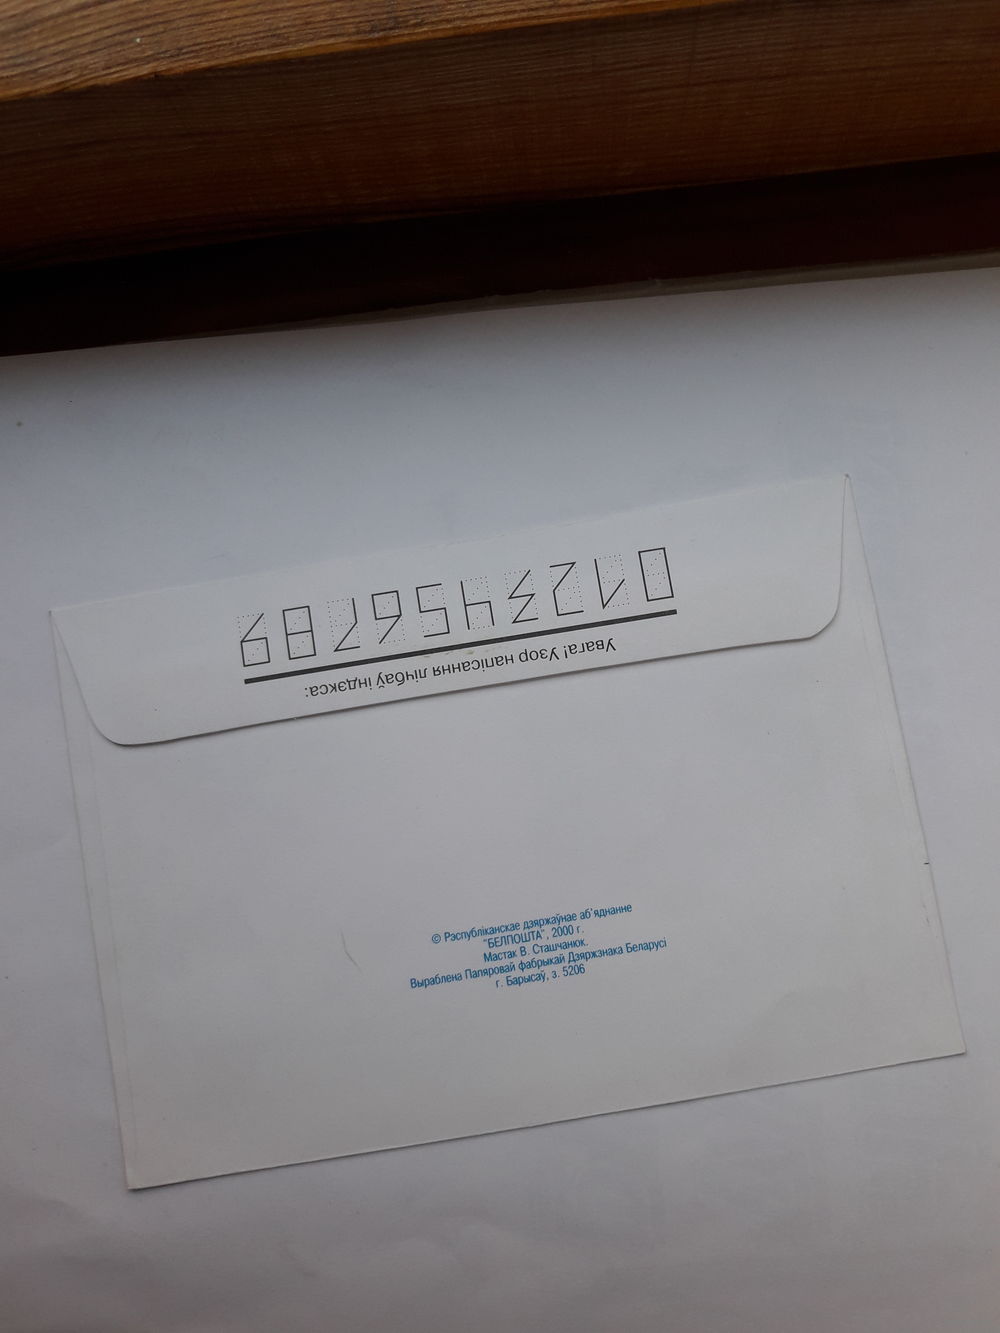 Увага! Узор напісання лічбаў індэкса:
0123456789
© Рэспубліканскае дзяржаўнае аб'яднанне
"БЕЛПОШТА", 2000 г.
Мастак В. Сташчанюк.
Выраблена Папяровай фабрыкай Дзяржзнака Беларусі
г. Барысаў, з. 5206